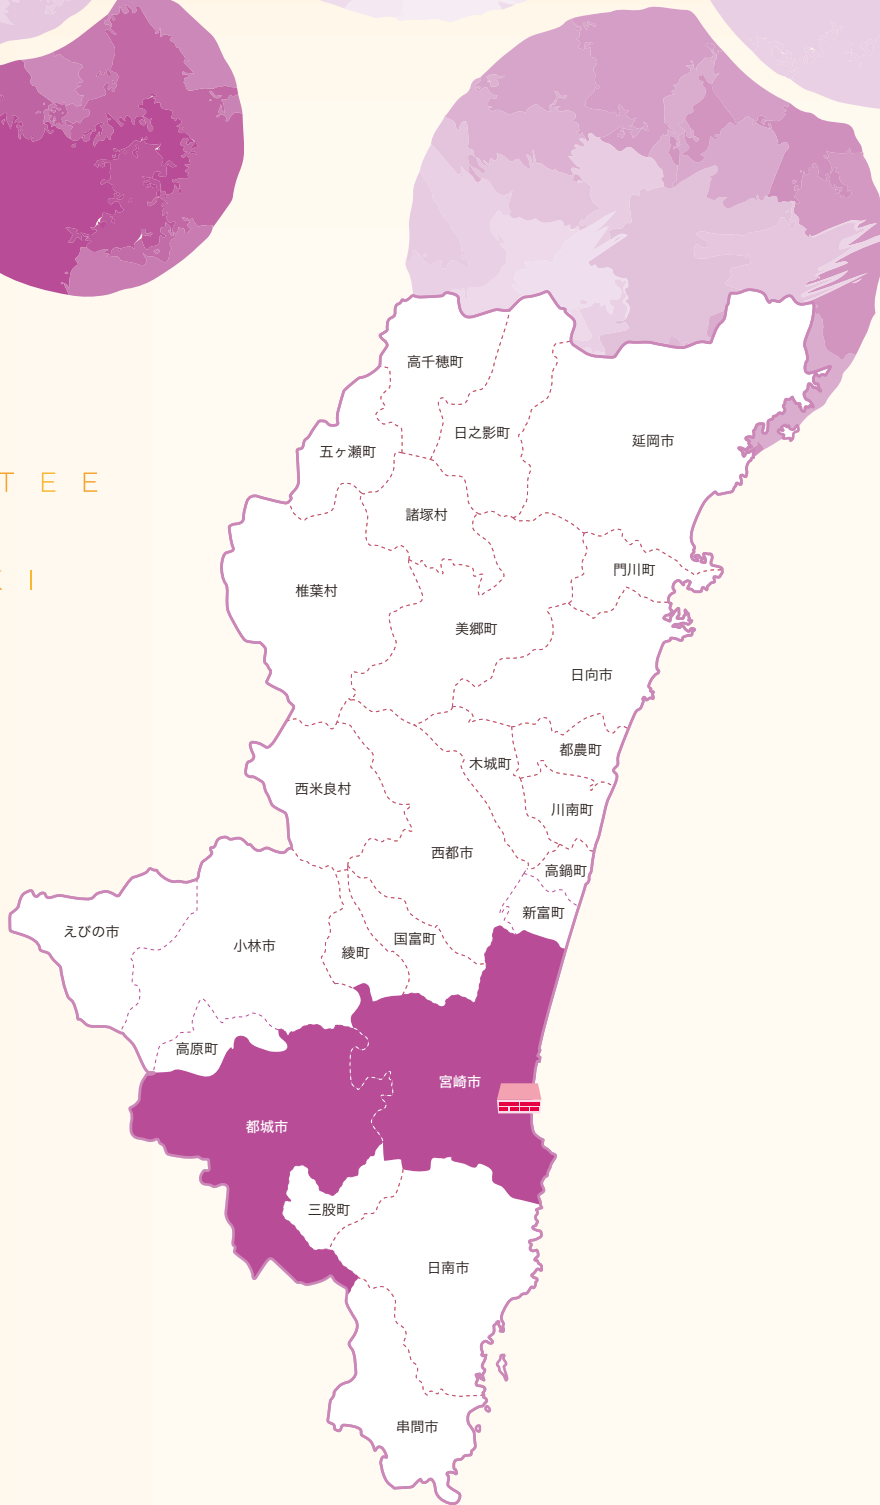 高千穂町
日之影町
延岡市
五ヶ瀬町
TEE
諸塚村
門川町
I
椎葉村
美郷町
日向市
都農町
木城町
西米良村
川南町
西都市
高鍋町
新富町
えびの市
国富町
小林市
綾町
高原町
宮崎市
都城市
三股町
日南市
串間市